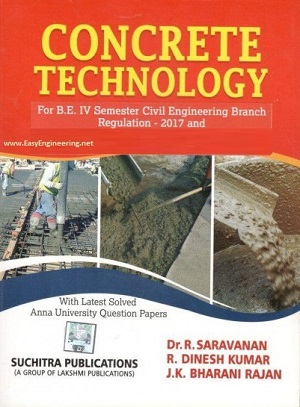 CONCRETE
TECHNOLOGY
For B.E. IV Semester Civil Engineering Branch
Regulation - 2017 and
www.EasyEngineering.net
With Latest Solved
Anna University Question Papers
SUCHITRA PUBLICATIONS
(A GROUP OF LAKSHMI PUBLICATIONS)
Dr.R.SARAVANAN
R. DINESH KUMAR
J.K. BHARANI RAJAN